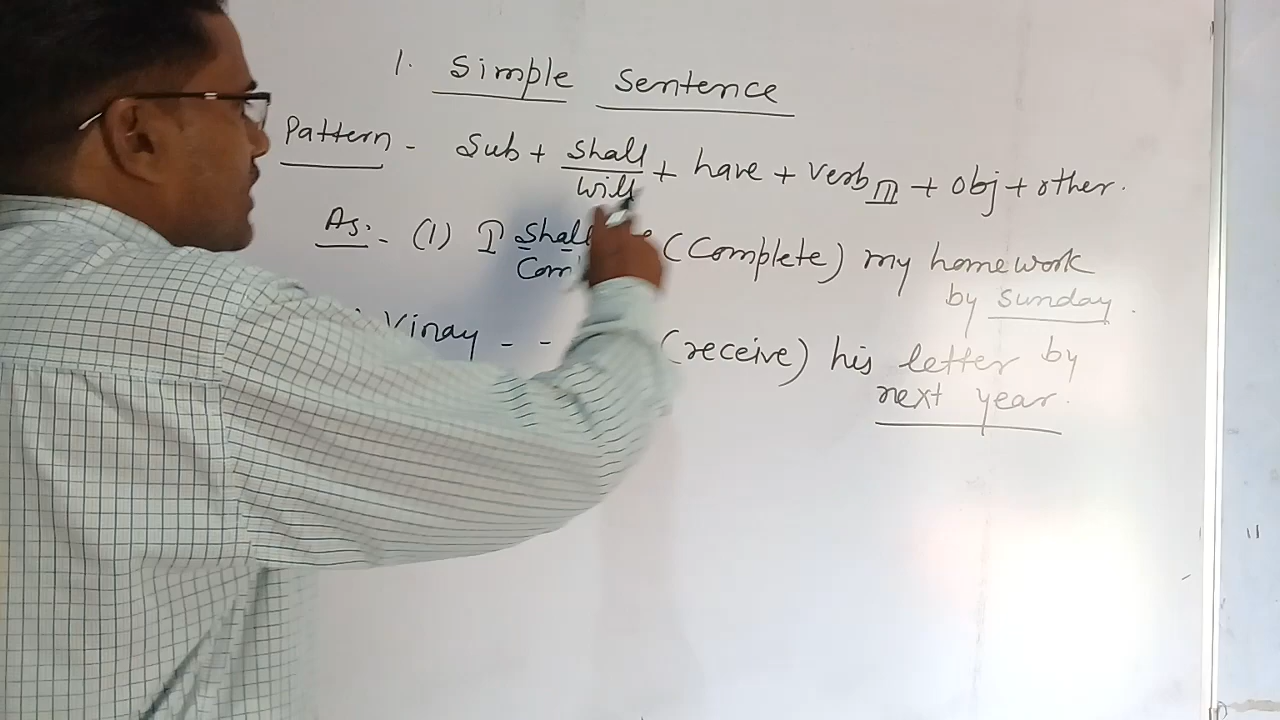 1. Simple Sentence
Pattern - Sub + Shall/will + have + Verb III + Obj + other.
As:- (1) I Shall (Complete) my homework
by Sunday.
Vinay - - (receive) his letter by
next year.